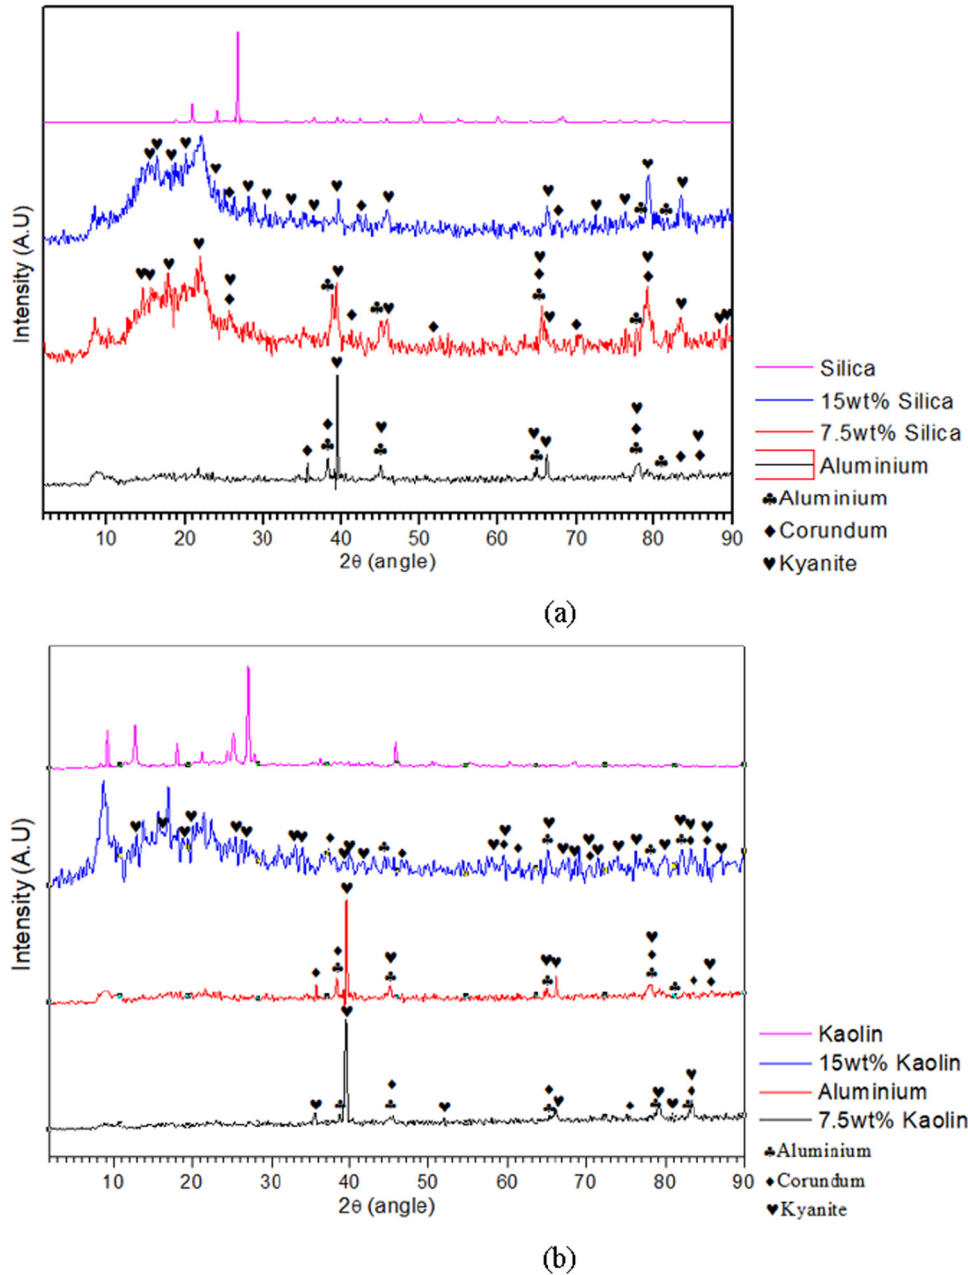 (a)
Intensity (A.U)
10 20 30 40 50 60 70 80 90
2θ (angle)
Silica
15wt% Silica
7.5wt% Silica
Aluminium
♣Aluminium
♦Corundum
♥Kyanite
(a)
Intensity (A.U)
10 20 30 40 50 60 70 80 90
2θ (angle)
Kaolin
15wt% Kaolin
Aluminium
7.5wt% Kaolin
♣Aluminium
♦Corundum
♥Kyanite
(b)